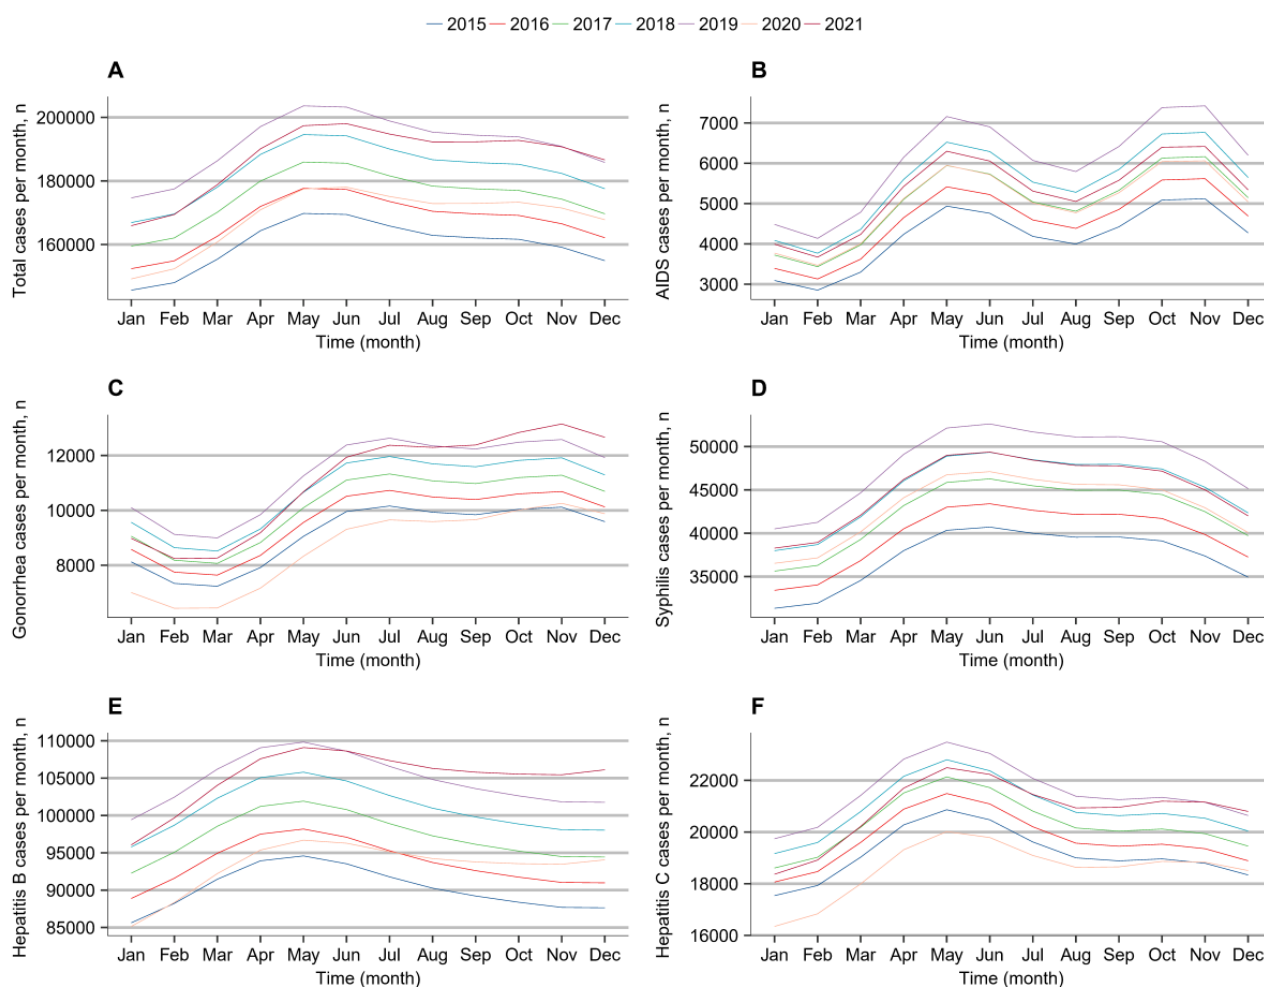 2015 2016 2017 2018 2019 2020 2021
A
Total cases per month, n
200000
180000
160000
Jan Feb Mar Apr May Jun Jul Aug Sep Oct Nov Dec
Time (month)
B
AIDS cases per month, n
7000
6000
5000
4000
3000
Jan Feb Mar Apr May Jun Jul Aug Sep Oct Nov Dec
Time (month)
C
Gonorrhea cases per month, n
12000
10000
8000
Jan Feb Mar Apr May Jun Jul Aug Sep Oct Nov Dec
Time (month)
D
Syphilis cases per month, n
50000
45000
40000
35000
Jan Feb Mar Apr May Jun Jul Aug Sep Oct Nov Dec
Time (month)
E
Hepatitis B cases per month, n
110000
105000
100000
95000
90000
85000
Jan Feb Mar Apr May Jun Jul Aug Sep Oct Nov Dec
Time (month)
F
Hepatitis C cases per month, n
22000
20000
18000
16000
Jan Feb Mar Apr May Jun Jul Aug Sep Oct Nov Dec
Time (month)